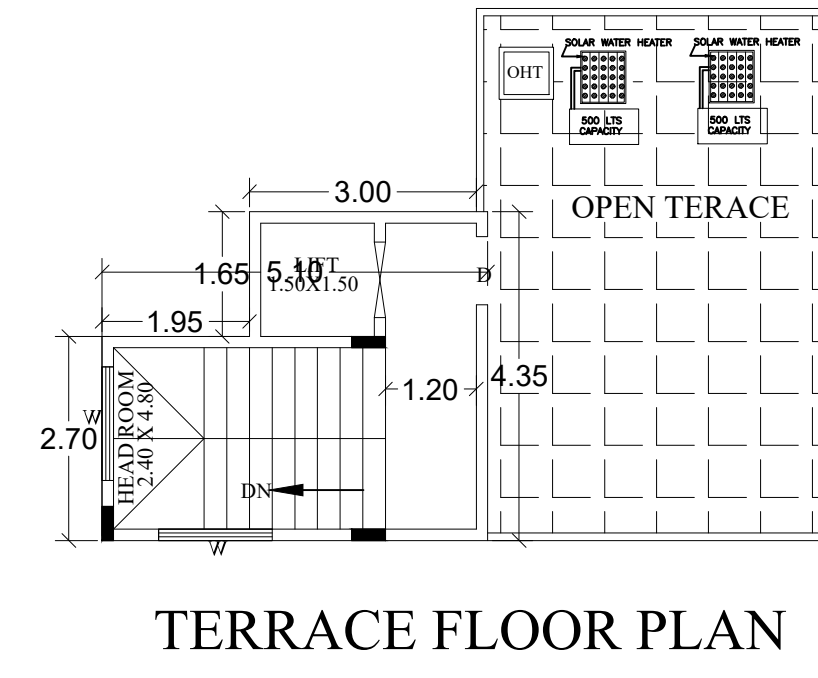 SOLAR WATER HEATER
SOLAR WATER HEATER
OHT
500 LTS
CAPACITY
500 LTS
CAPACITY
3.00
OPEN TERACE
LIFT
1.50X1.50
1.65
5.10
D
1.95
1.20
4.35
W
2.70
HEAD ROOM
2.40 X 4.80
DN
W
TERRACE FLOOR PLAN